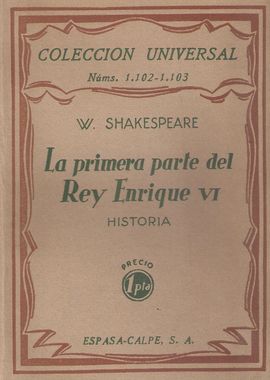 COLECCION UNIVERSAL
Núms. 1.102-1.103
W. SHAKESPEARE
La primera parte del
Rey Enrique VI
HISTORIA
PRECIO
1 pta
ESPASA-CALPE, S. A.